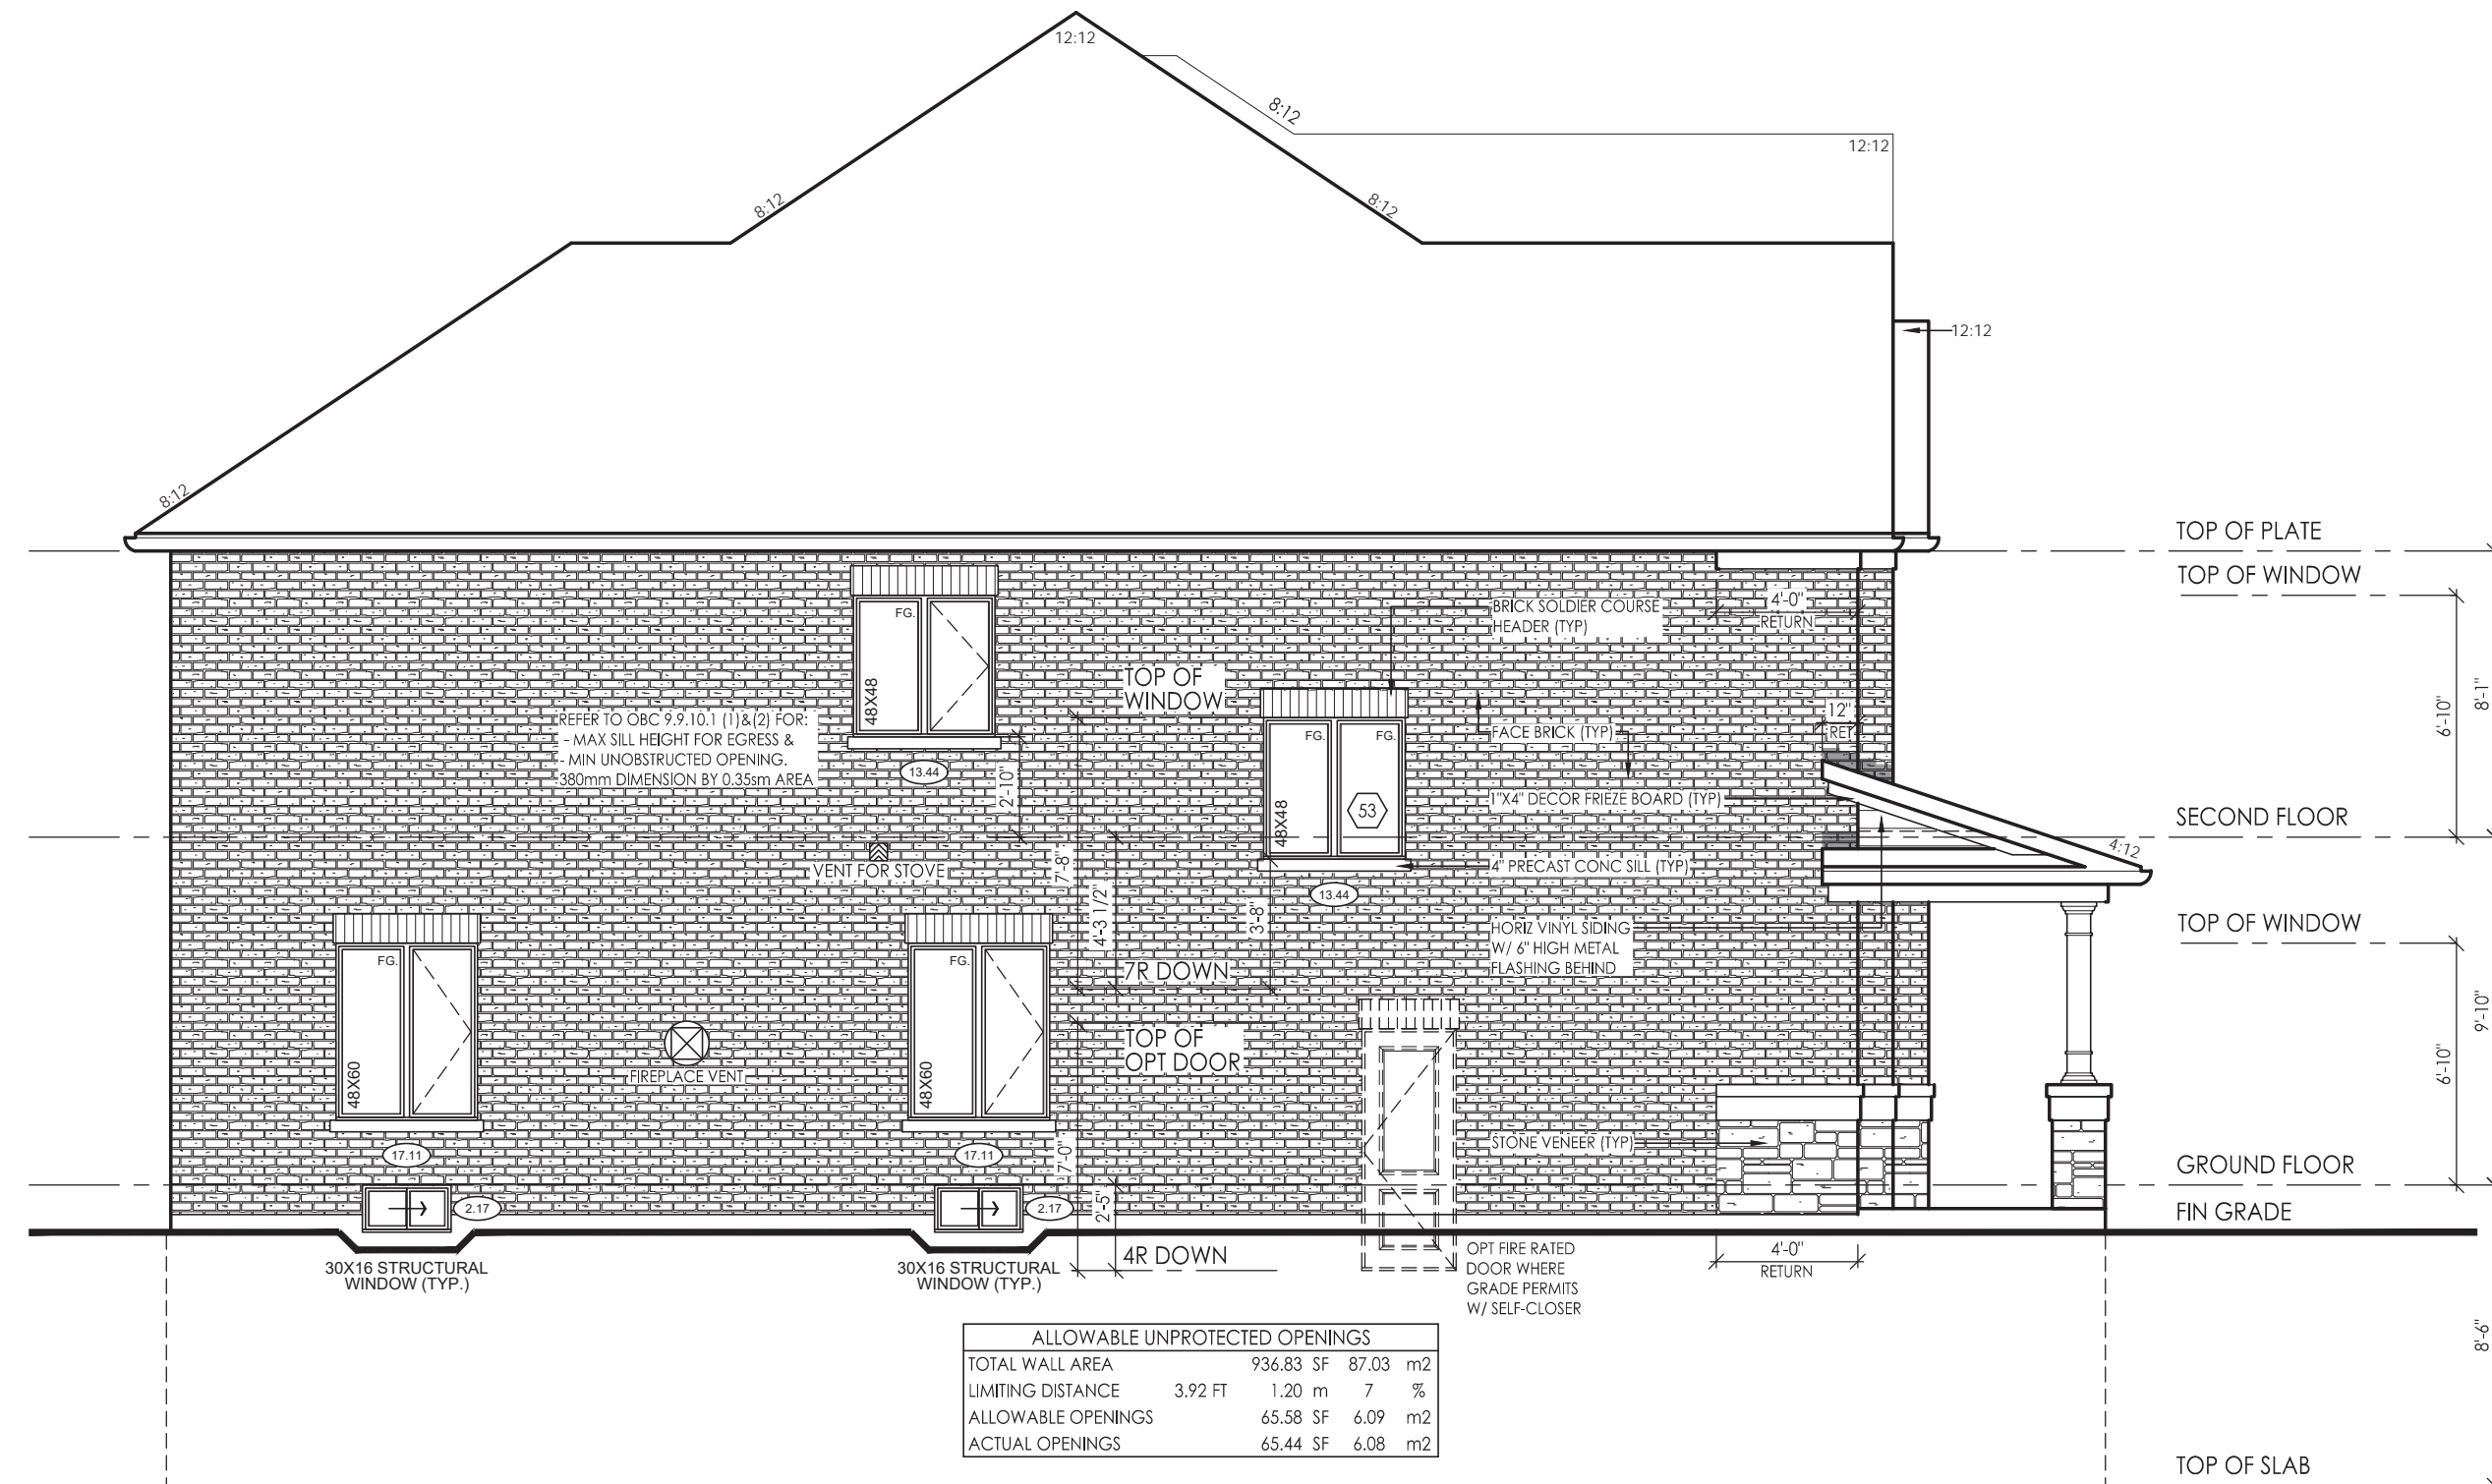 12:12
8:12
12:12
8:12
8:12
12:12
8:12
TOP OF PLATE
TOP OF WINDOW
4'-0"
RETURN
BRICK SOLDIER COURSE
HEADER (TYP)
FG.
48X48
TOP OF
WINDOW
REFER TO OBC 9.9.10.1 (1)&(2) FOR:
- MAX SILL HEIGHT FOR EGRESS &
- MIN UNOBSTRUCTED OPENING.
380mm DIMENSION BY 0.35sm AREA
13.44
2'-10"
FG.
FG.
48X48
53
FACE BRICK (TYP)
12"
RET.
6'-10"
8'-1"
1"X4" DECOR FRIEZE BOARD (TYP)
SECOND FLOOR
4:12
VENT FOR STOVE
7'-8"
4'-3 1/2"
3'-8"
4" PRECAST CONC SILL (TYP)
13.44
TOP OF WINDOW
HORIZ VINYL SIDING
W/ 6" HIGH METAL
FLASHING BEHIND
7R DOWN
FG.
48X60
FIREPLACE VENT
FG.
48X60
TOP OF
OPT DOOR
9'-10"
6'-10"
17.11
17.11
7'-0"
STONE VENEER (TYP)
GROUND FLOOR
2.17
2.17
2'-5"
FIN GRADE
30X16 STRUCTURAL
WINDOW (TYP.)
30X16 STRUCTURAL
WINDOW (TYP.)
4R DOWN
OPT FIRE RATED
DOOR WHERE
GRADE PERMITS
W/ SELF-CLOSER
4'-0"
RETURN
8'-6"
ALLOWABLE UNPROTECTED OPENINGS
TOTAL WALL AREA 936.83 SF 87.03 m2
LIMITING DISTANCE 3.92 FT 1.20 m 7 %
ALLOWABLE OPENINGS 65.58 SF 6.09 m2
ACTUAL OPENINGS 65.44 SF 6.08 m2
TOP OF SLAB